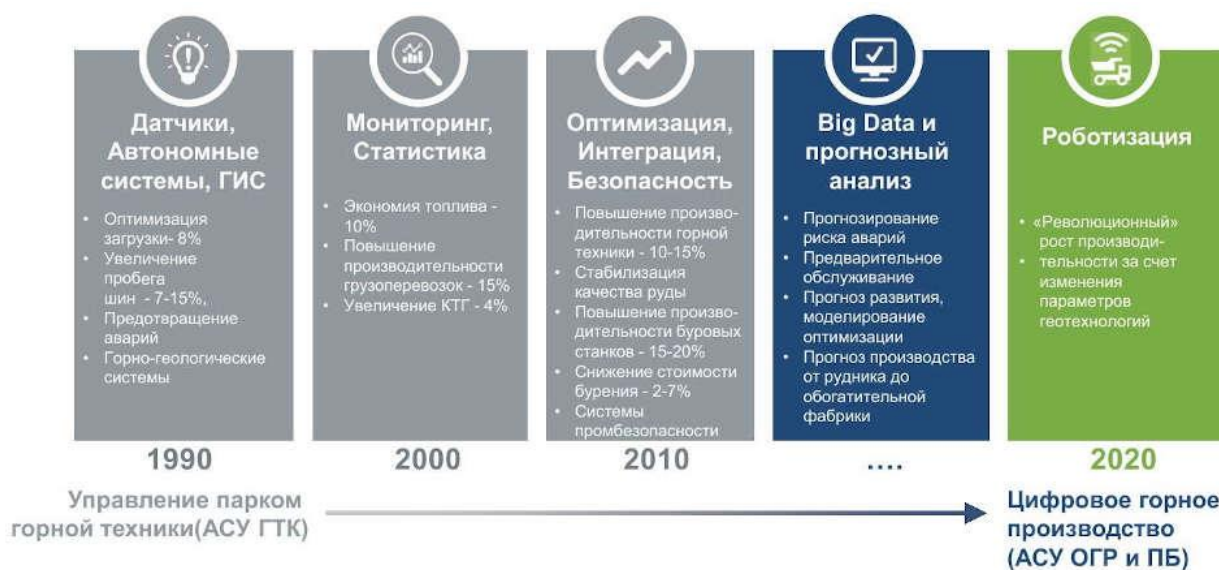 Датчики,
Автономные
системы, ГИС
• Оптимизация
загрузки- 8%
• Увеличение
пробега
шин - 7-15%,
• Предотвращение
аварий
• Горно-геологические
системы
1990
Мониторинг,
Статистика
• Экономия топлива -
10%
• Повышение
производительности
грузоперевозок - 15%
• Увеличение КТГ - 4%
2000
Оптимизация,
Интеграция,
Безопасность
• Повышение произво-
дительности горной
техники - 10-15%
• Стабилизация
качества руды
• Повышение произво-
дительности буровых
станков - 15-20%
• Снижение стоимости
бурения - 2-7%
• Системы
промбезопасности
2010
Big Data и
прогнозный
анализ
• Прогнозирование
риска аварий
• Предварительное
обслуживание
• Прогноз развития,
моделирование
оптимизации
• Прогноз производства
от рудника до
обогатительной
фабрики
....
Роботизация
• «Революционный»
рост производи-
• тельности за счет
изменения
параметров
геотехнологий
2020
Управление парком
горной техники(АСУ ГТК)
Цифровое горное
производство
(АСУ ОГР и ПБ)